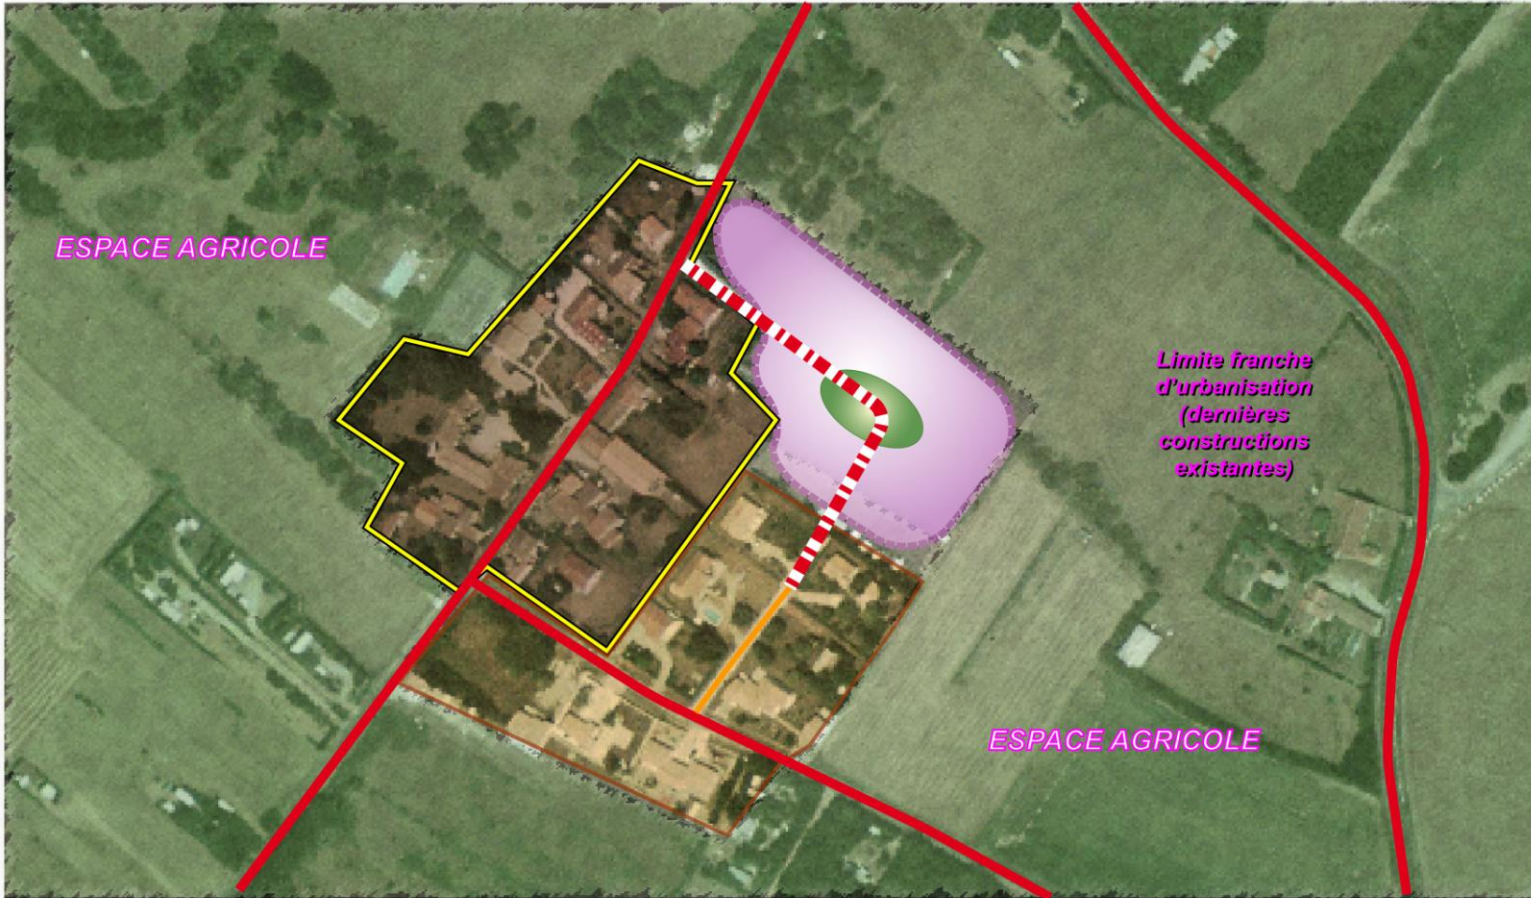 ESPACE AGRICOLE
Limite franche
d'urbanisation
(dernières
constructions
existantes)
ESPACE AGRICOLE